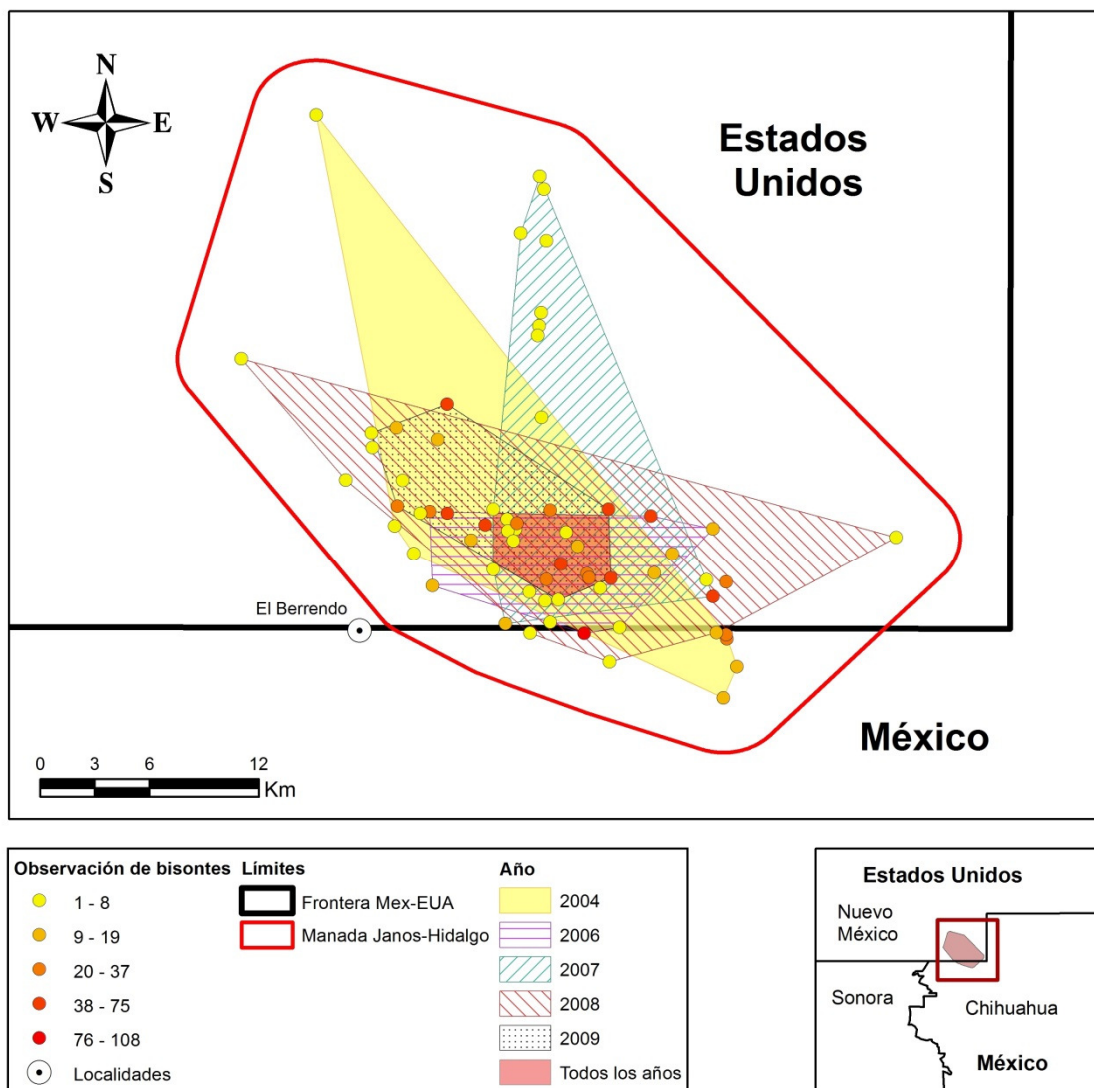 N
W E
S
Estados
Unidos
El Berrendo
México
0 3 6 12
Km
Observación de bisontes
1 - 8
9 - 19
20 - 37
38 - 75
76 - 108
Localidades
Límites
Frontera Mex-EUA
Manada Janos-Hidalgo
Año
2004
2006
2007
2008
2009
Todos los años
Estados Unidos
Nuevo
México
Sonora
Chihuahua
México